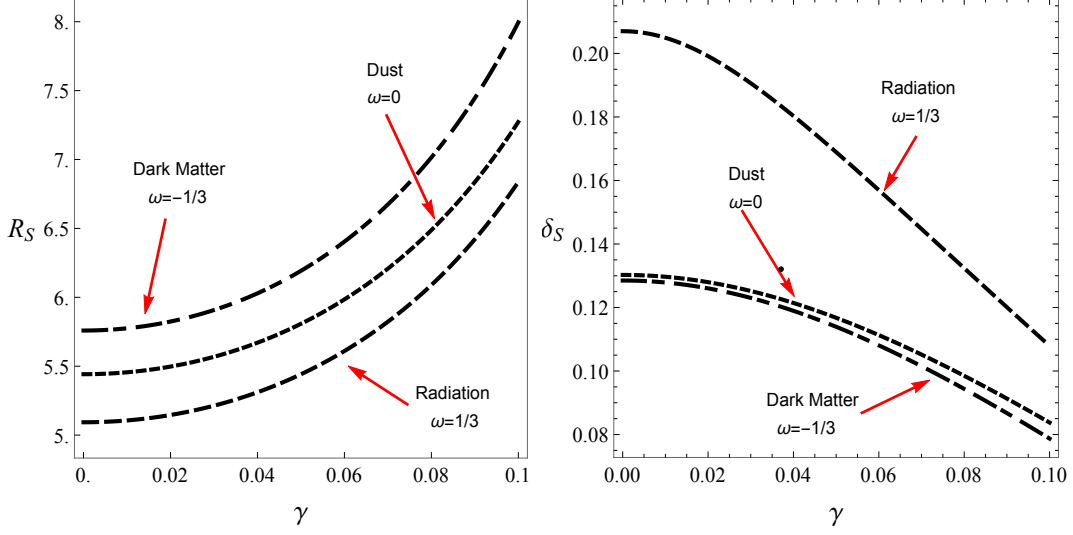 8.
7.5
7.
6.5
6.
5.5
5.
R_S
Dust
ω=0
Dark Matter
ω=−1/3
Radiation
ω=1/3
0.
0.02
0.04
0.06
0.08
0.1
γ
0.20
0.18
0.16
0.14
0.12
0.10
0.08
δ_S
Radiation
ω=1/3
Dust
ω=0
Dark Matter
ω=−1/3
0.00
0.02
0.04
0.06
0.08
0.10
γ